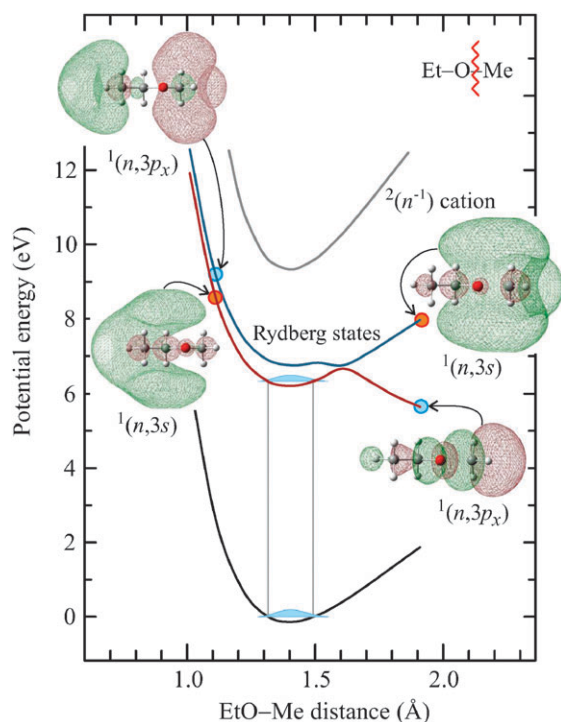 Et–O–Me
¹(n,3pₓ)
²(n⁻¹) cation
Rydberg states
¹(n,3s)
¹(n,3s)
¹(n,3pₓ)
Potential energy (eV)
12
10
8
6
4
2
0
1.0
1.5
2.0
EtO–Me distance (Å)